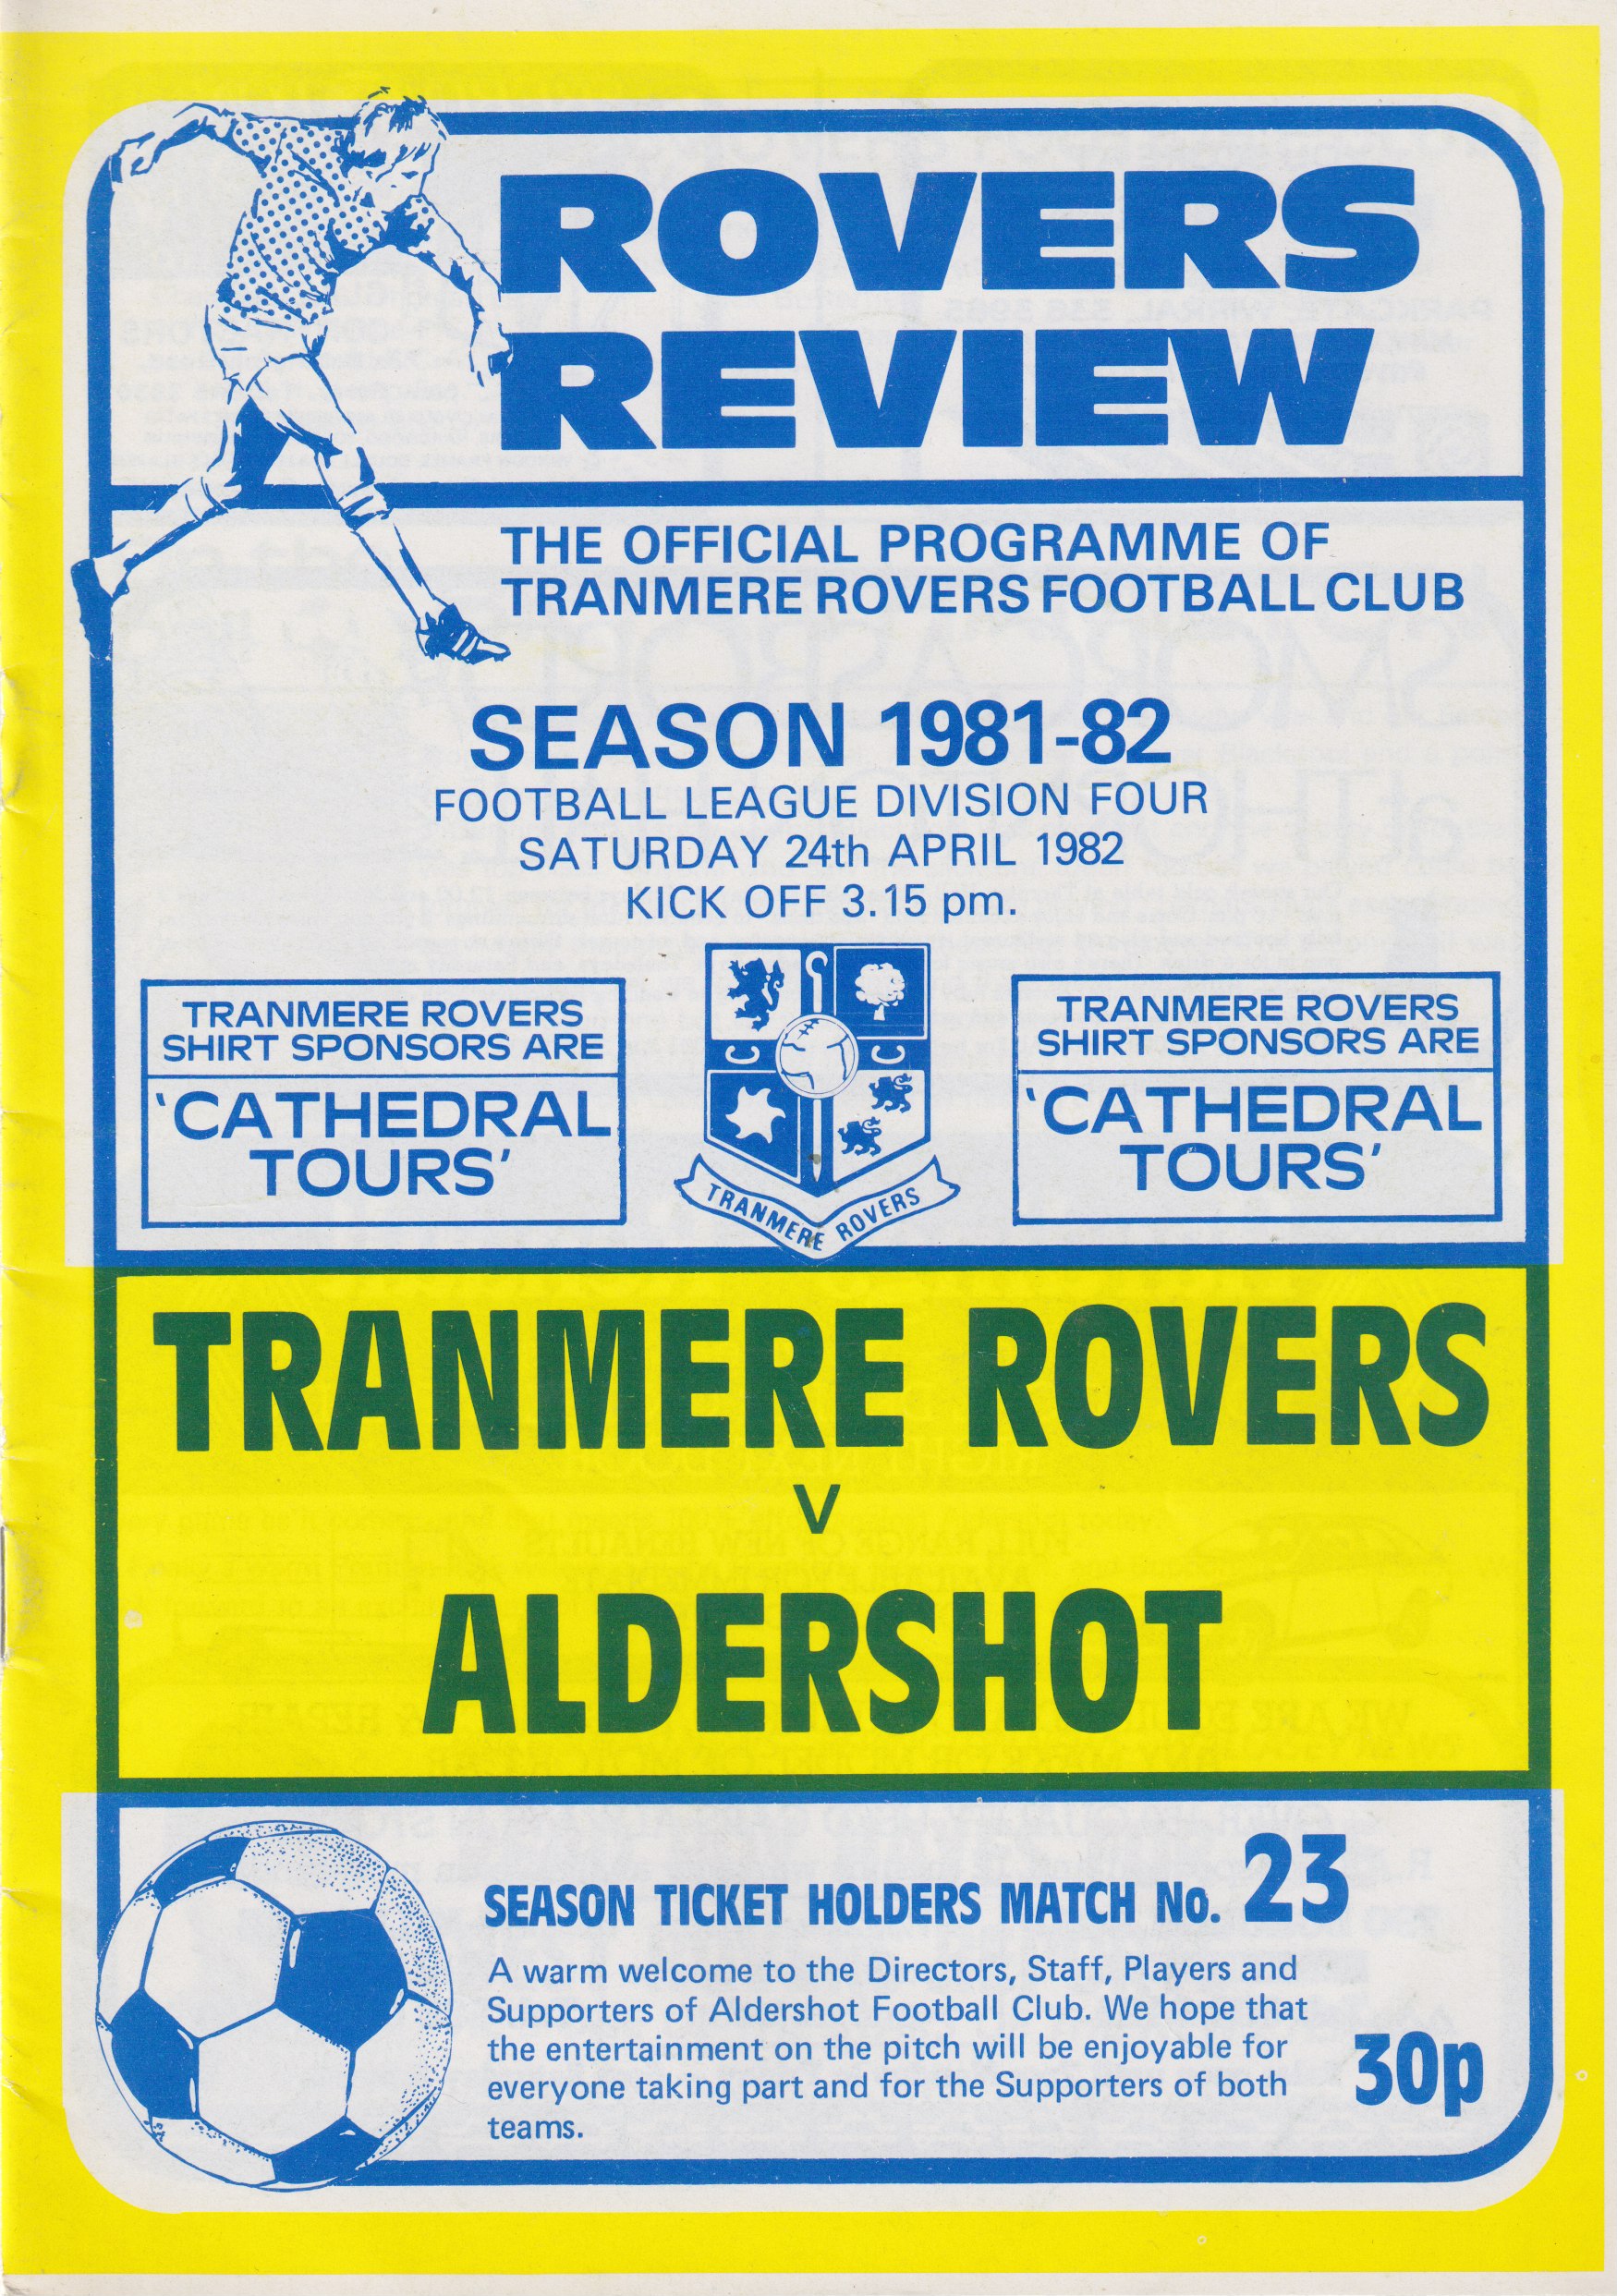 ROVERS
REVIEW
THE OFFICIAL PROGRAMME OF
TRANMERE ROVERS FOOTBALL CLUB
SEASON 1981-82
FOOTBALL LEAGUE DIVISION FOUR
SATURDAY 24th APRIL 1982
KICK OFF 3.15 pm.
TRANMERE ROVERS
SHIRT SPONSORS ARE
'CATHEDRAL
TOURS'
TRANMERE ROVERS
TRANMERE ROVERS
SHIRT SPONSORS ARE
'CATHEDRAL
TOURS'
TRANMERE ROVERS
V
ALDERSHOT
SEASON TICKET HOLDERS MATCH No. 23
A warm welcome to the Directors, Staff, Players and
Supporters of Aldershot Football Club. We hope that
the entertainment on the pitch will be enjoyable for
everyone taking part and for the Supporters of both
teams.
30p